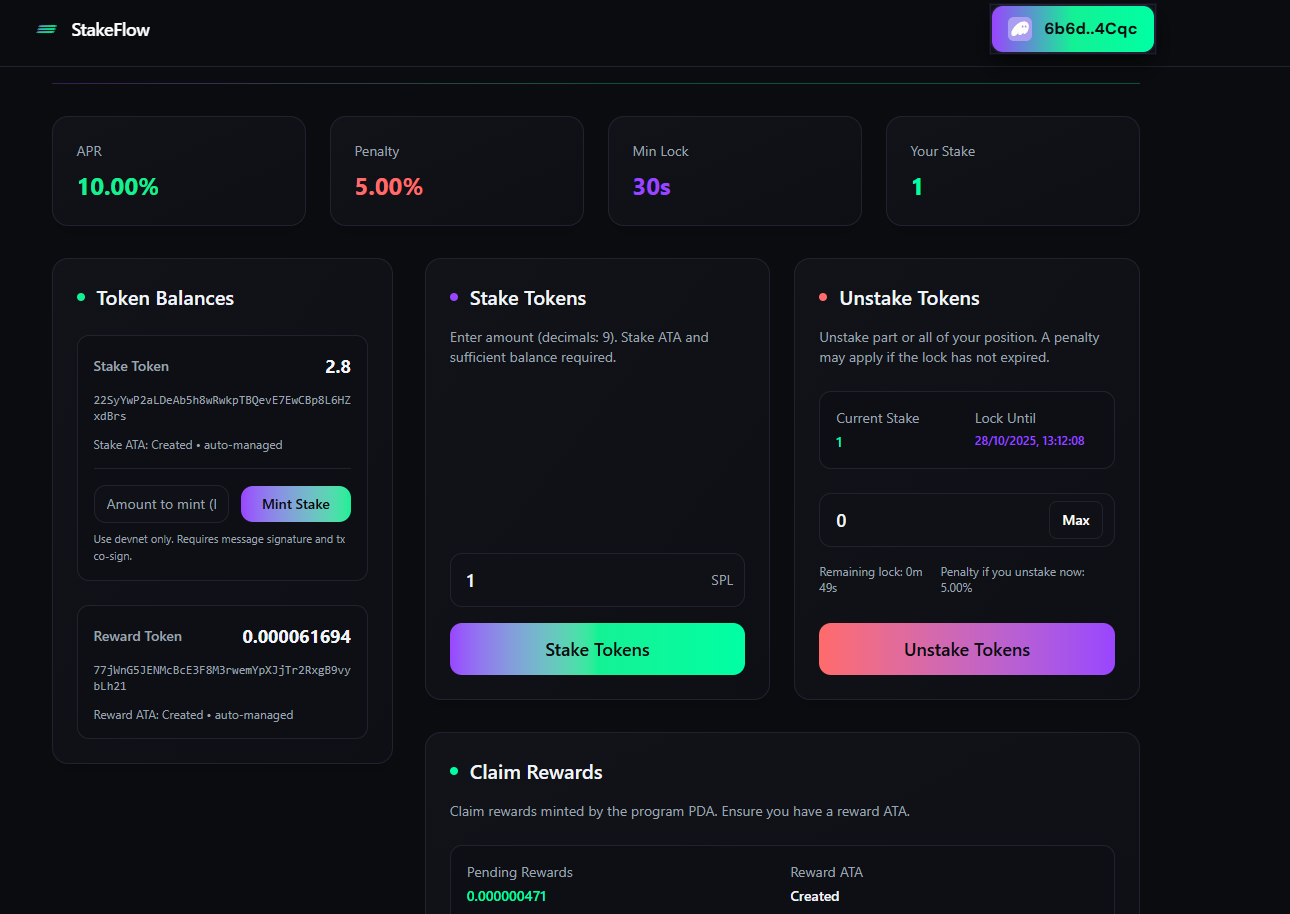 StakeFlow
6b6d..4Cqc
APR
10.00%
Penalty
5.00%
Min Lock
30s
Your Stake
1
Token Balances
Stake Token
2.8
22SyYwP2aLDeAb5h8wRwkpTBQevE7EwCBp8L6HZ
xdBrs
Stake ATA: Created • auto-managed
Amount to mint (l
Mint Stake
Use devnet only. Requires message signature and tx
co-sign.
Reward Token
0.000061694
77jWnG5JENMcBcE3F8M3rwemYpXJjTr2RxgB9vy
bLh21
Reward ATA: Created • auto-managed
Stake Tokens
Enter amount (decimals: 9). Stake ATA and
sufficient balance required.
1
SPL
Stake Tokens
Unstake Tokens
Unstake part or all of your position. A penalty
may apply if the lock has not expired.
Current Stake
1
Lock Until
28/10/2025, 13:12:08
0
Max
Remaining lock: 0m
49s
Penalty if you unstake now:
5.00%
Unstake Tokens
Claim Rewards
Claim rewards minted by the program PDA. Ensure you have a reward ATA.
Pending Rewards
0.000000471
Reward ATA
Created